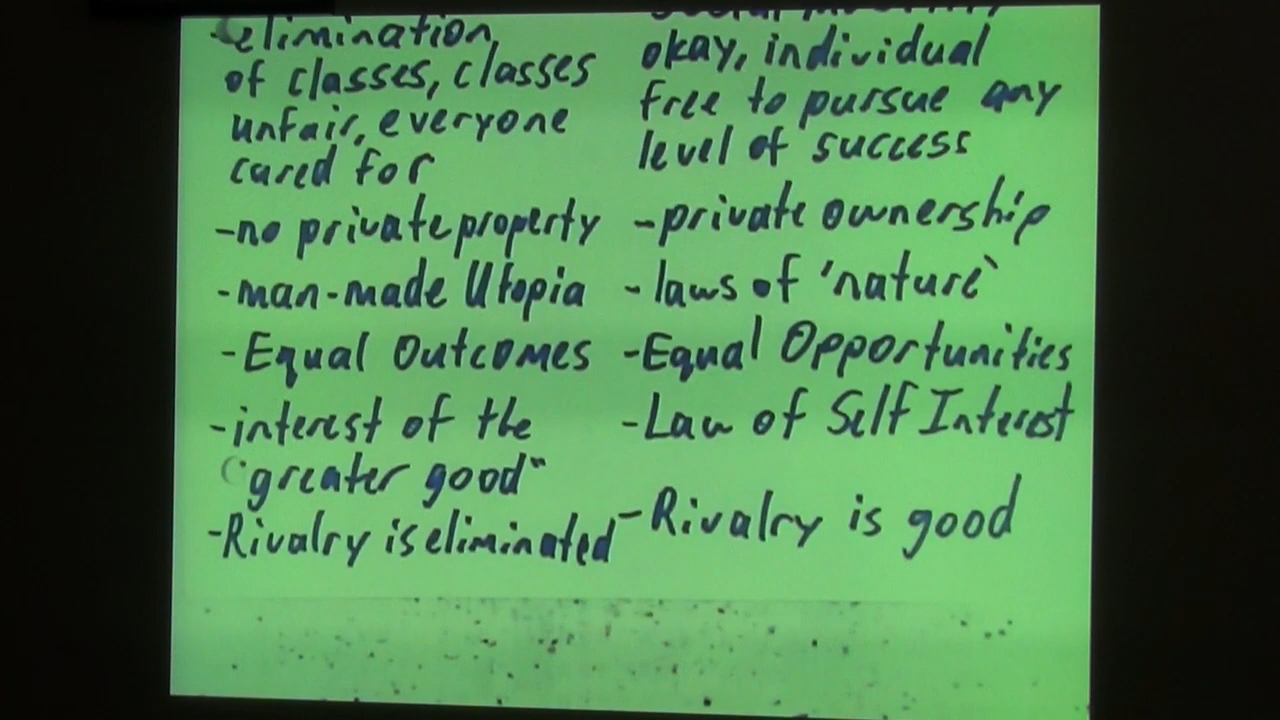 -elimination
of classes, classes
unfair, everyone
cared for
-no private property
-man-made Utopia
-Equal Outcomes
-interest of the
"greater good"
-Rivalry is eliminated
okay, individual
free to pursue any
level of success
-private ownership
-laws of 'nature'
-Equal Opportunities
-Law of Self Interest
-Rivalry is good